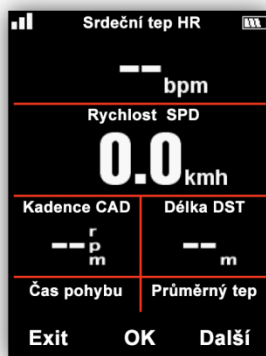 Srdeční tep HR
-- bpm
Rychlost SPD
0.0 kmh
Kadence CAD Délka DST
-- rpm -- m
Čas pohybu Průměrný tep
Exit OK Další